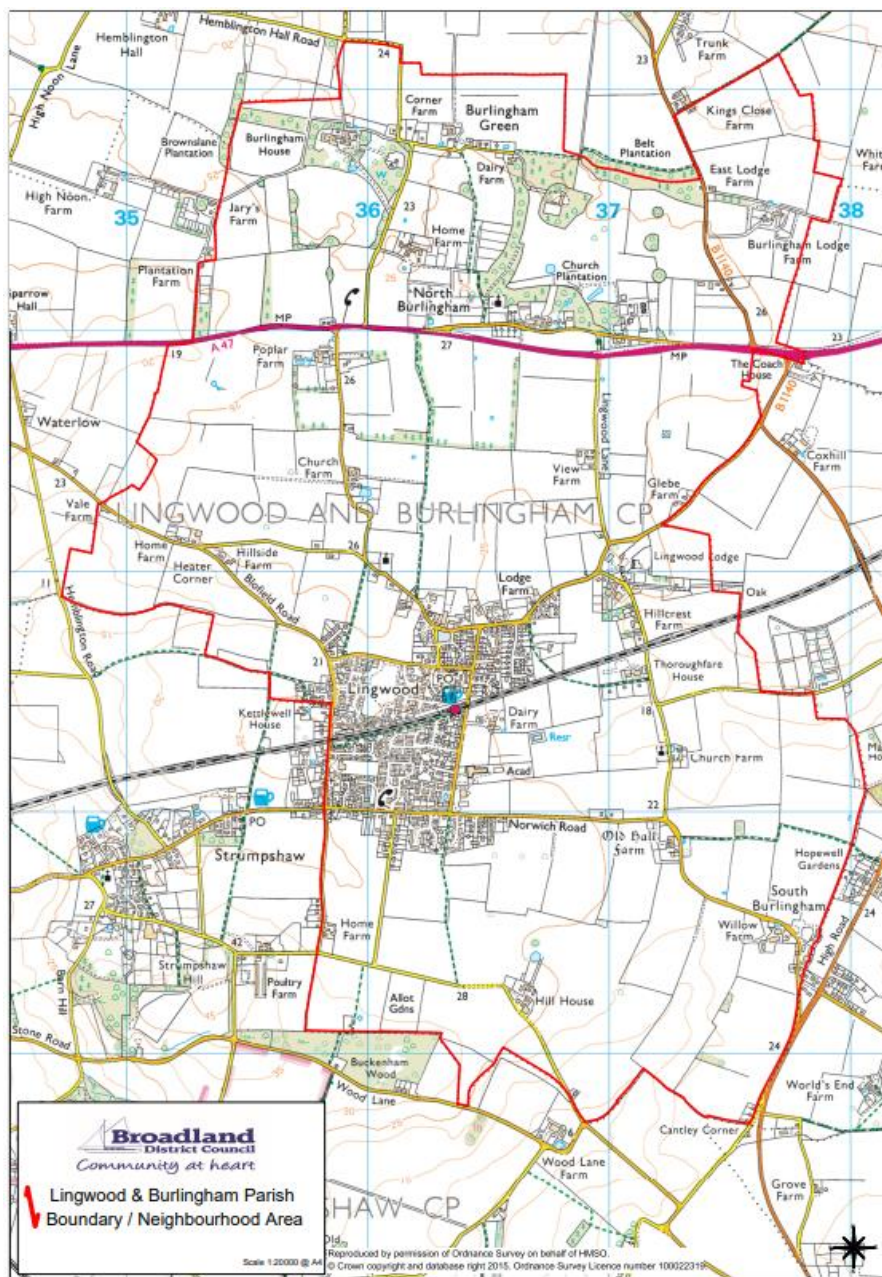 Hemblington Hall Road
Hemblington
Hall
24
High Noon Lane
Trunk
Farm
23
Corner
Farm
Burlingham
Green
Kings Close
Farm
Brownslane
Plantation
Burlingham
House
Belt
Plantation
Dairy
Farm
East Lodge
Farm
High Noon
Farm
35
36
37
38
Jary's
Farm
23
Home
Farm
Burlingham Lodge
Farm
B 1140
Plantation
Farm
Church
Plantation
North
Burlingham
Hall
MP
26
23
19
A 47
27
MP
Poplar
Farm
26
The Coach
House
B 1140
Waterlow
Lingwood Lane
Coxhill
Farm
23
Church
Farm
View
Farm
Glebe
Farm
Vale
Farm
LINGWOOD AND BURLINGHAM CP
Home
Farm
Heater
Corner
Hillside
Farm
26
Lingwood Lodge
11
Hemblington Road
Blofield Road
Lodge
Farm
Oak
Hillcrest
Farm
21
Thoroughfare
House
Lingwood
PO
Kettlewell
House
Dairy
Farm
Resr
18
Church Farm
Acad
22
PO
Norwich Road
Old Hall
Farm
Strumpshaw
Hopewell
Gardens
South
Burlingham
27
24
Home
Farm
Willow
Farm
High Road
42
Strumpshaw
Hill
Poultry
Farm
Barn Hill
28
Hill House
Allot
Gdns
Stone Road
24
Buckenham
Wood
Wood Lane
World's End
Farm
Cantley Corner
6
Wood Lane
Farm
Grove
Farm
SHAW CP
Broadland
District Council
Community at heart
Lingwood & Burlingham Parish
Boundary / Neighbourhood Area
Scale 1:20000 @ A4
Reproduced by permission of Ordnance Survey on behalf of HMSO.
© Crown copyright and database right 2015. Ordnance Survey Licence number 100022319